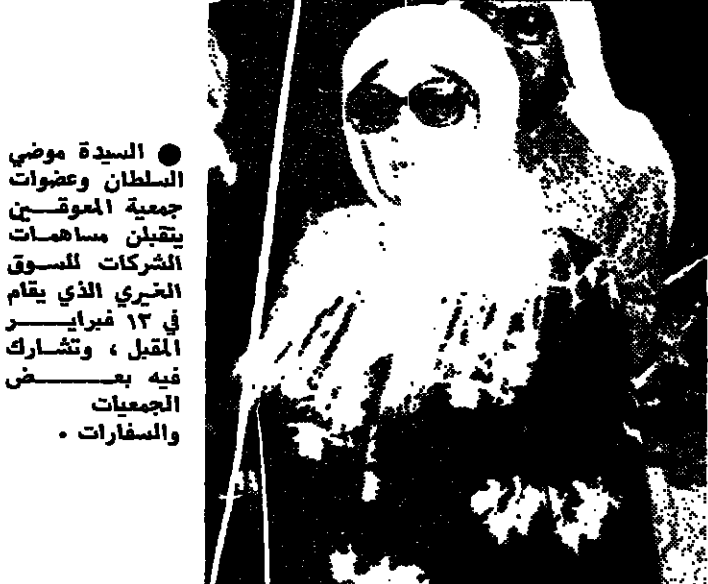 ● السيدة موضي
السلطان وعضوات
جمعية المعوقين
يتقبلن مساهمات
الشركات للسوق
الخيري الذي يقام
في ١٢ فبراير
المقبل ، وتشارك
فيه بعض
الجمعيات
والسفارات .